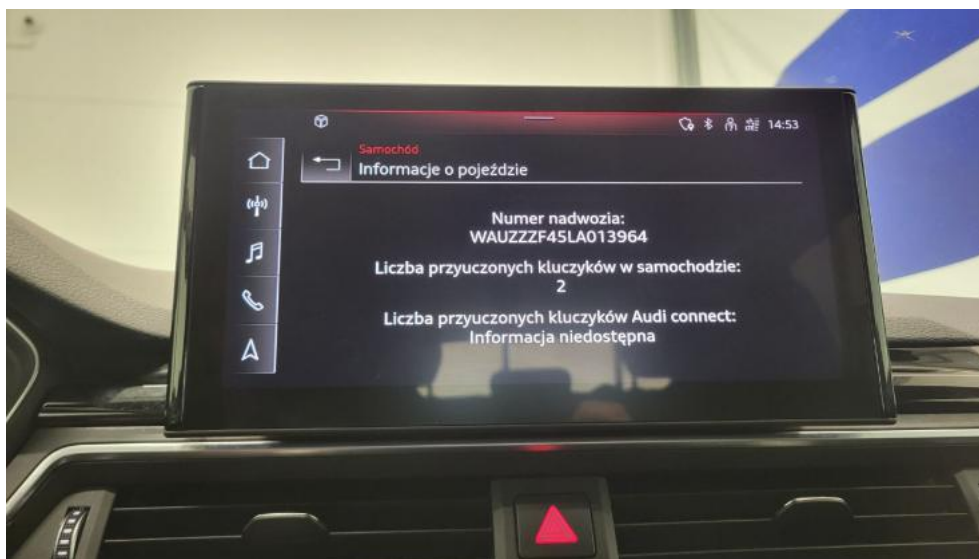 14:53
Samochód
Informacje o pojeździe
Numer nadwozia:
WAUZZZF45LA013964
Liczba przyuczonych kluczyków w samochodzie:
2
Liczba przyuczonych kluczyków Audi connect:
Informacja niedostępna